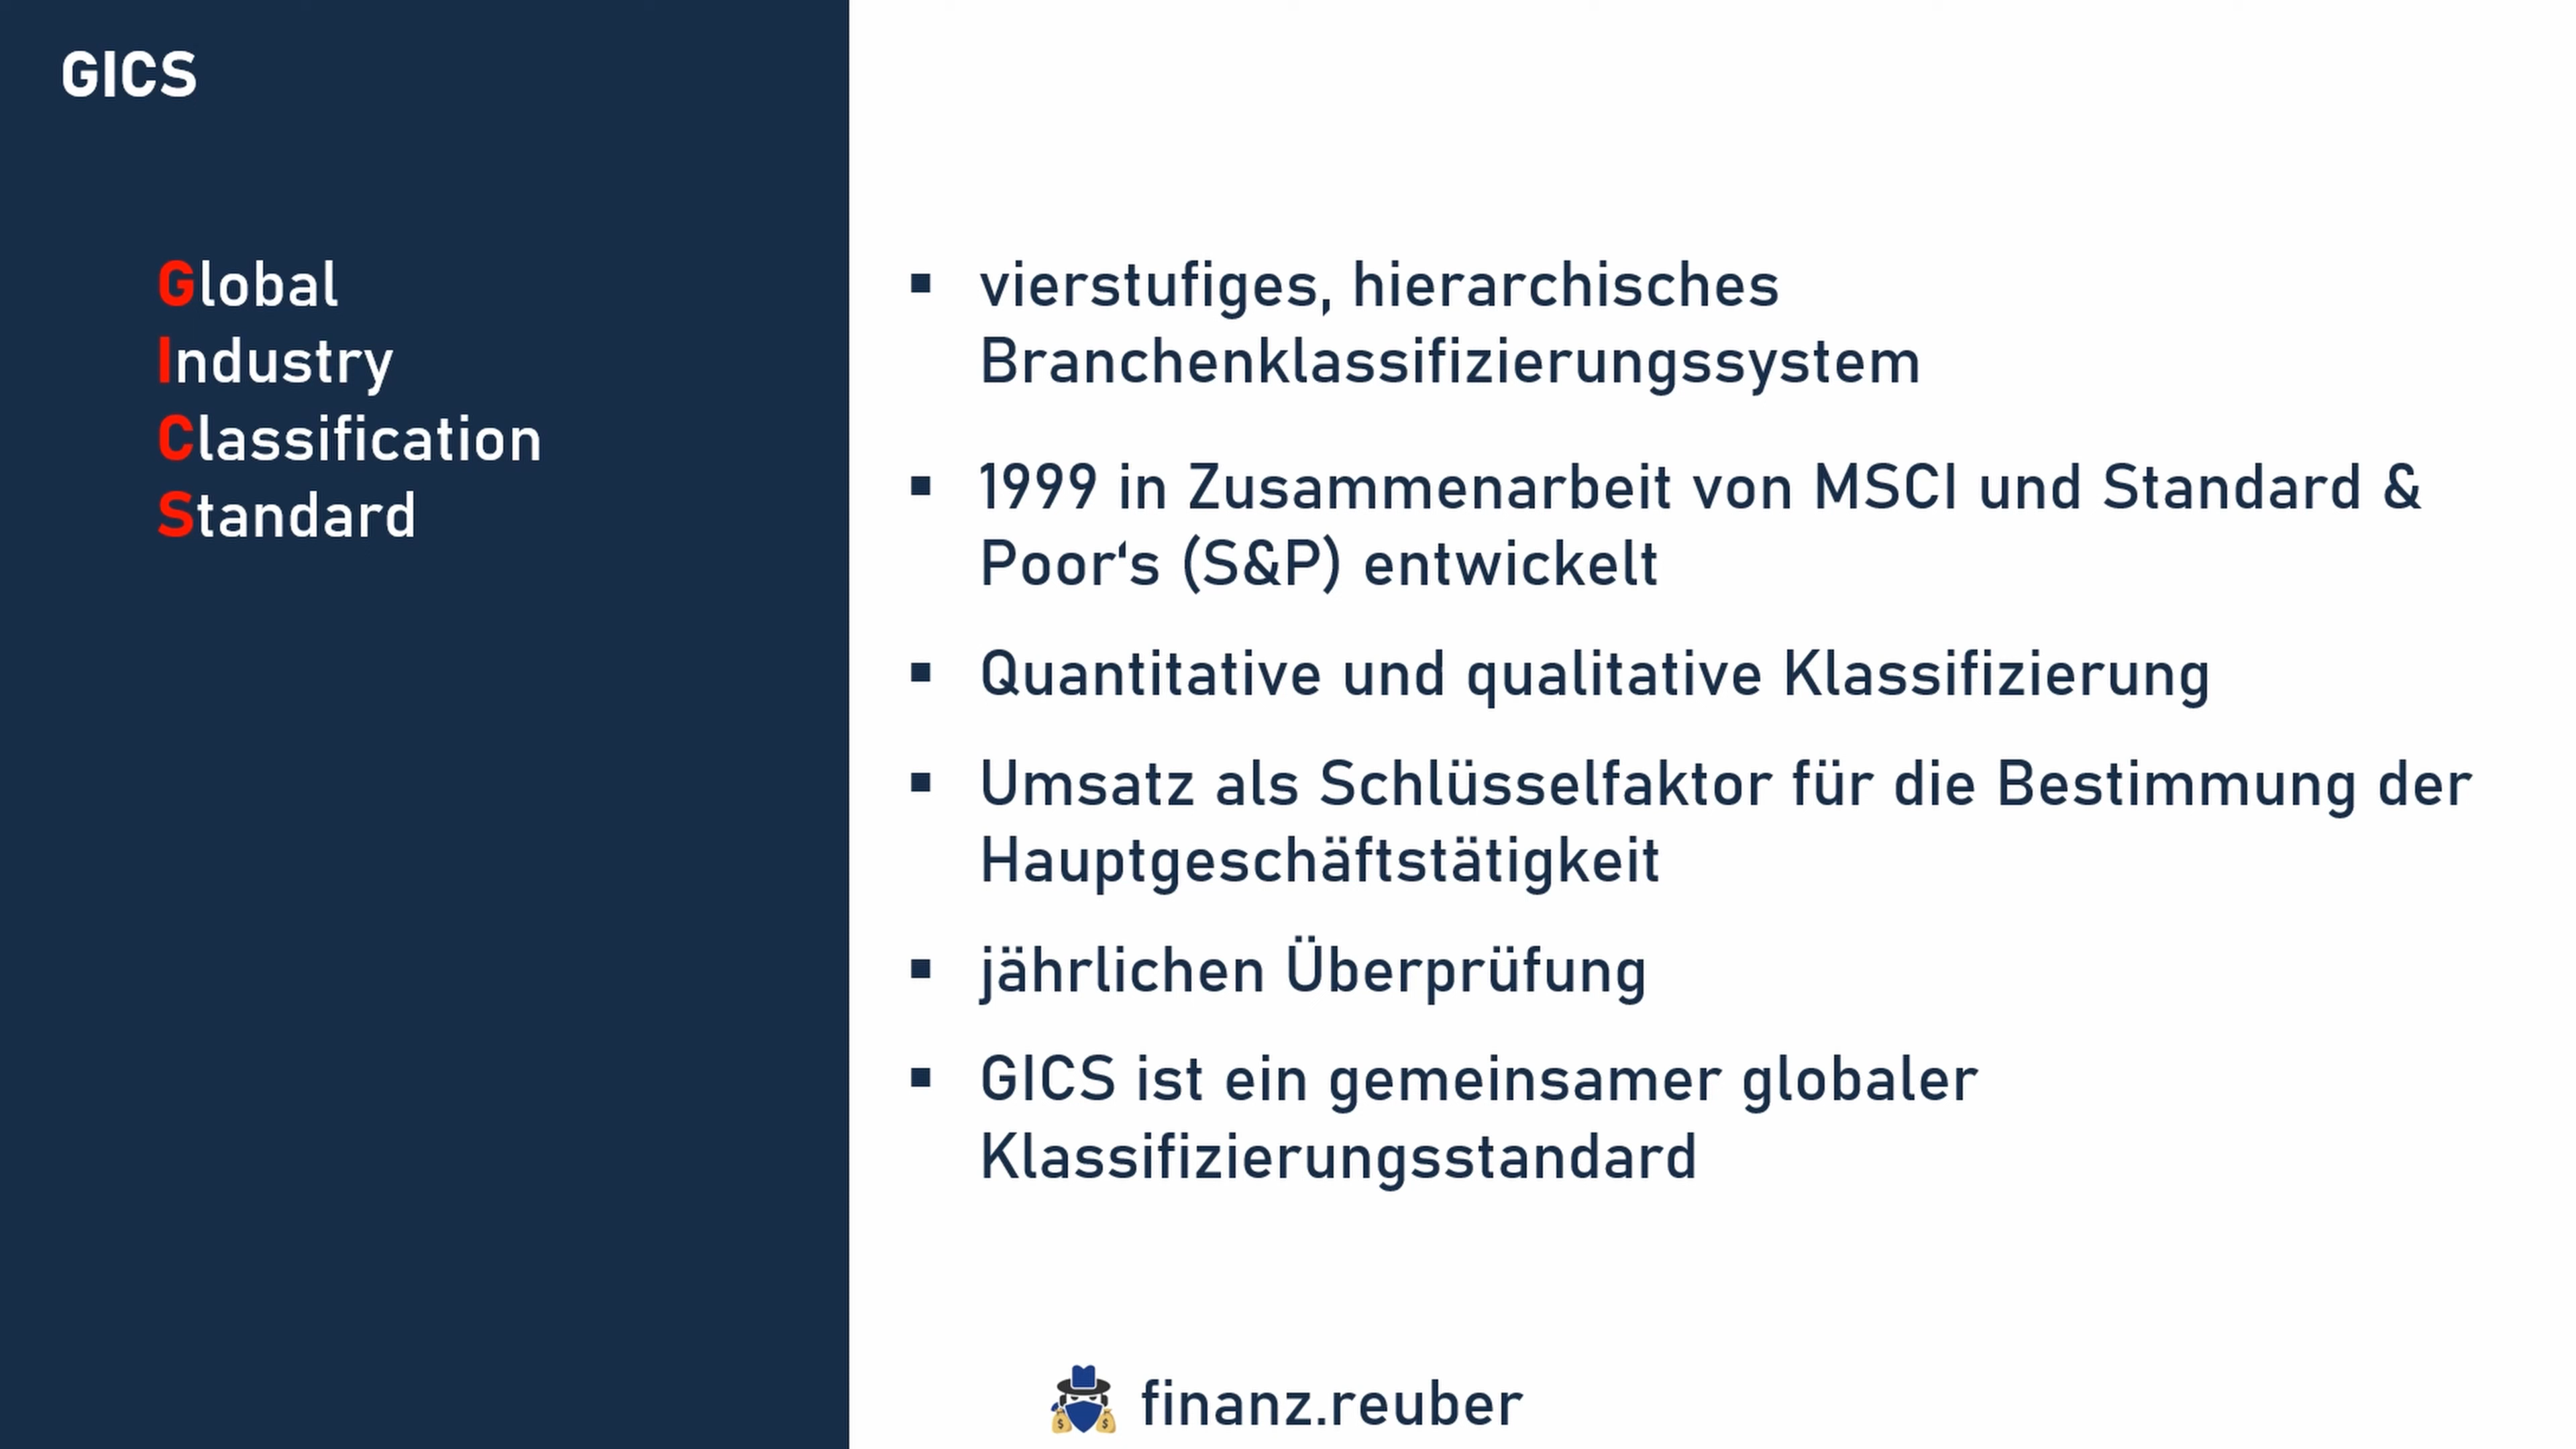 GICS
Global
Industry
Classification
Standard
▪ vierstufiges, hierarchisches
Branchenklassifizierungssystem
▪ 1999 in Zusammenarbeit von MSCI und Standard &
Poor‘s (S&P) entwickelt
▪ Quantitative und qualitative Klassifizierung
▪ Umsatz als Schlüsselfaktor für die Bestimmung der
Hauptgeschäftstätigkeit
▪ jährlichen Überprüfung
▪ GICS ist ein gemeinsamer globaler
Klassifizierungsstandard
finanz.reuber